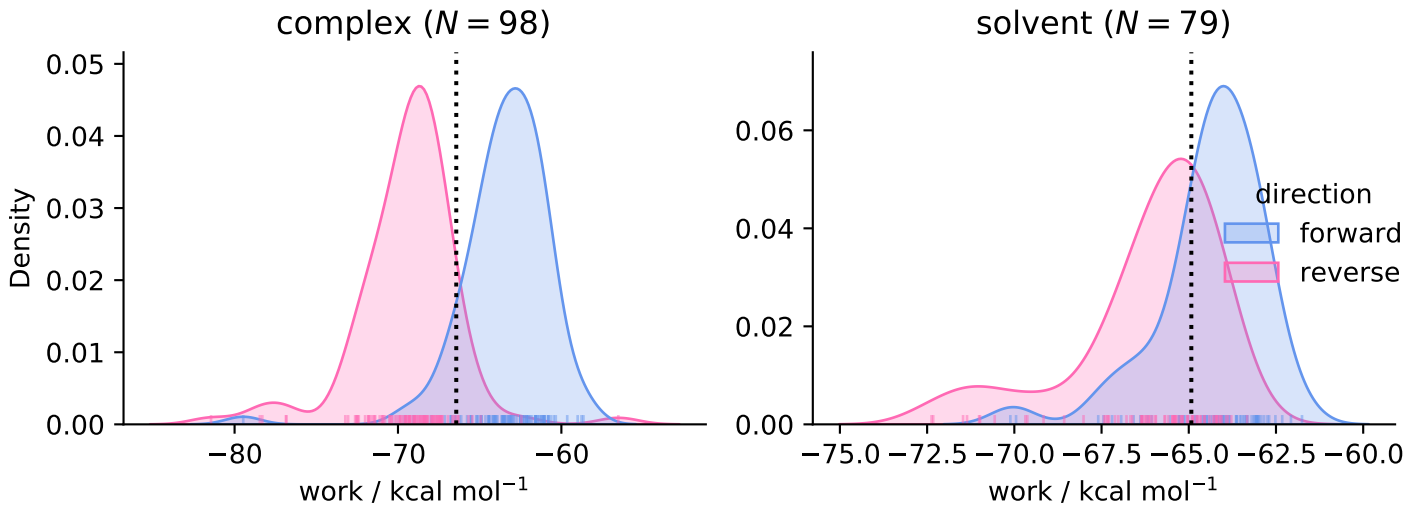 complex (N = 98)
Density
0.05
0.04
0.03
0.02
0.01
0.00
−80
−70
−60
work / kcal mol⁻¹
solvent (N = 79)
0.06
0.04
0.02
0.00
−75.0
−72.5
−70.0
−67.5
−65.0
−62.5
−60.0
work / kcal mol⁻¹
direction
forward
reverse